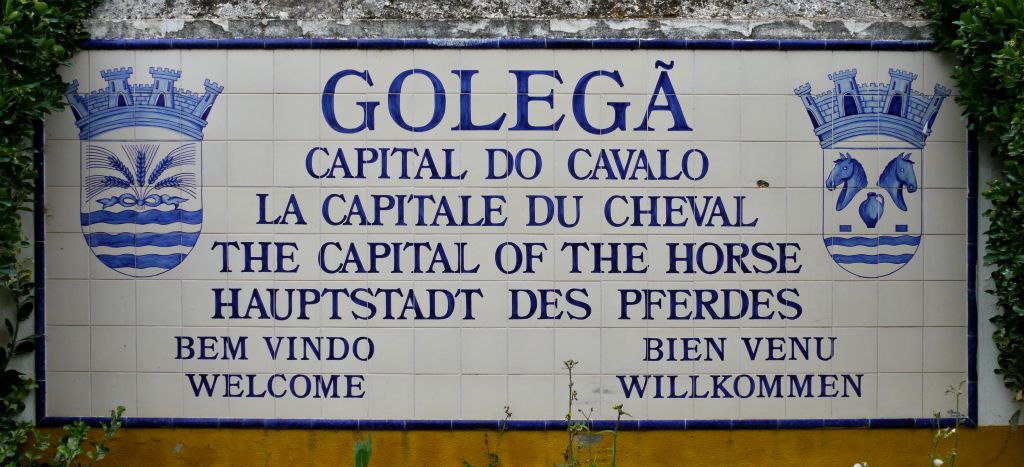 GOLEGÃ
CAPITAL DO CAVALO
LA CAPITALE DU CHEVAL
THE CAPITAL OF THE HORSE
HAUPTSTADT DES PFERDES
BEM VINDO BIEN VENU
WELCOME WILLKOMMEN